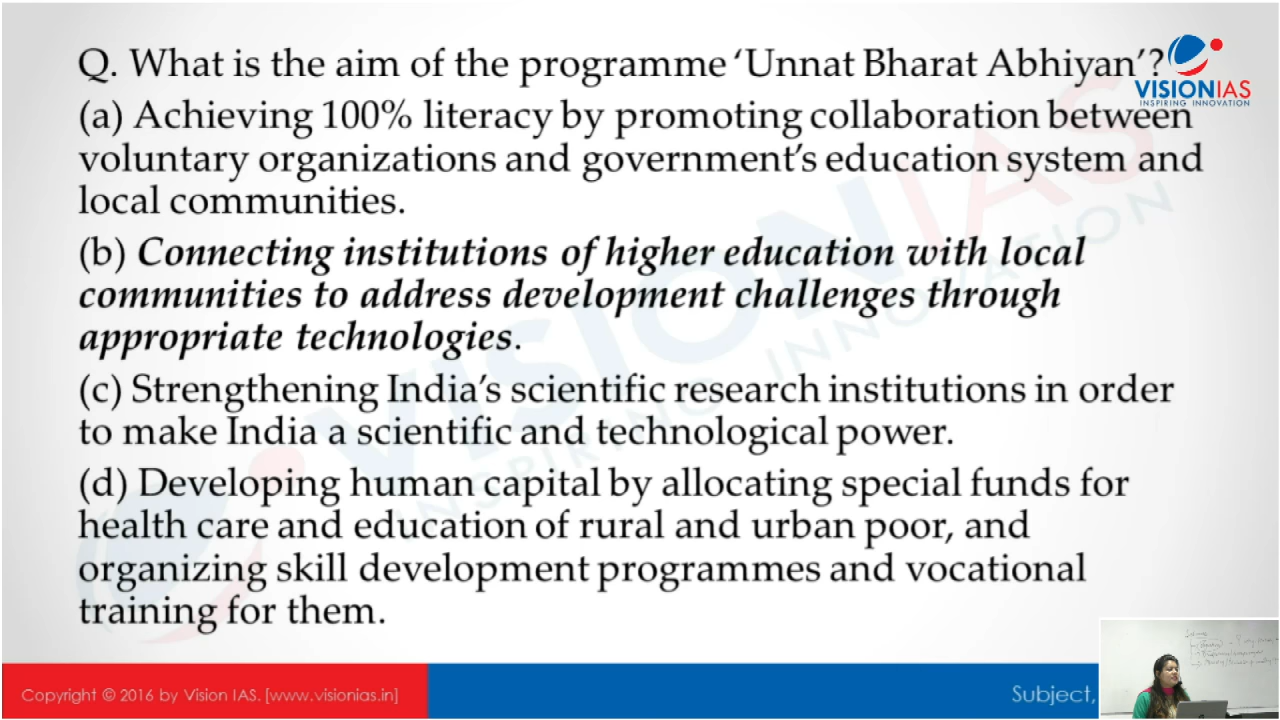 Q. What is the aim of the programme ‘Unnat Bharat Abhiyan’?
VISIONIAS
INSPIRING INNOVATION
(a) Achieving 100% literacy by promoting collaboration between
voluntary organizations and government’s education system and
local communities.
(b) Connecting institutions of higher education with local
communities to address development challenges through
appropriate technologies.
(c) Strengthening India’s scientific research institutions in order
to make India a scientific and technological power.
(d) Developing human capital by allocating special funds for
health care and education of rural and urban poor, and
organizing skill development programmes and vocational
training for them.
VISIONIAS
INSPIRING INNOVATION
Copyright © 2016 by Vision IAS. [www.visionias.in]
Subject,